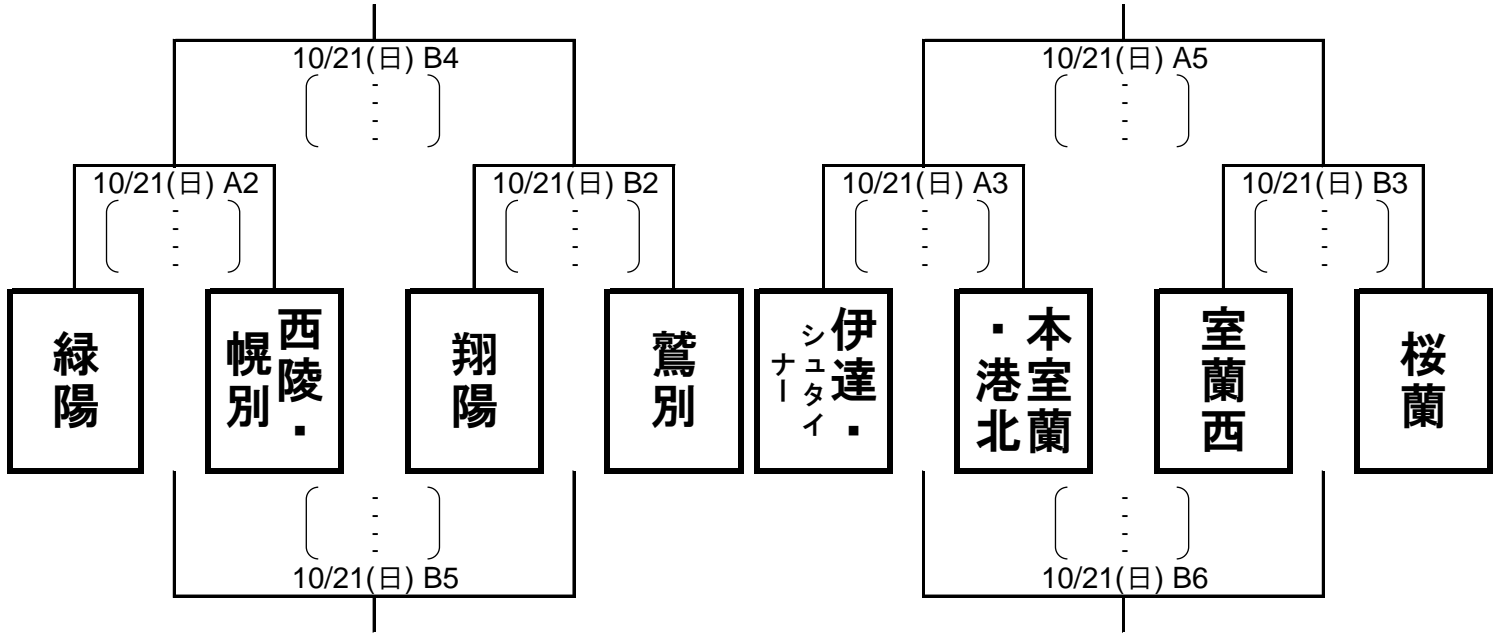 10/21(日) B4
10/21(日) A5
- - - -
- - - -
10/21(日) A2
10/21(日) B2
10/21(日) A3
10/21(日) B3
- - - -
- - - -
- - - -
- - - -
緑陽
西陵・
幌別
翔陽
鷲別
伊達・
シュタイ
ナー
本室蘭
・港北
室蘭西
桜蘭
- - - -
- - - -
10/21(日) B5
10/21(日) B6